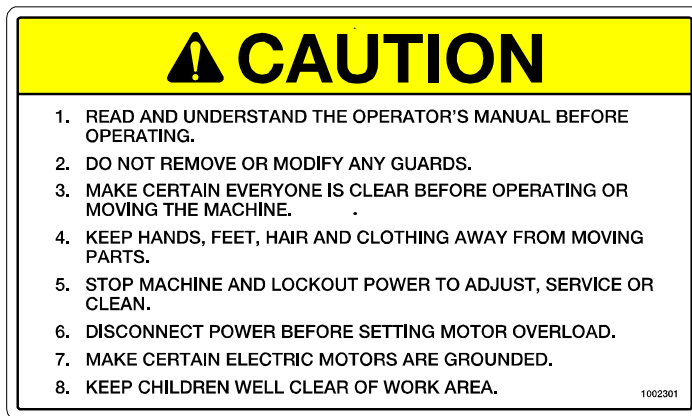 CAUTION
1. READ AND UNDERSTAND THE OPERATOR'S MANUAL BEFORE
OPERATING.
2. DO NOT REMOVE OR MODIFY ANY GUARDS.
3. MAKE CERTAIN EVERYONE IS CLEAR BEFORE OPERATING OR
MOVING THE MACHINE.
4. KEEP HANDS, FEET, HAIR AND CLOTHING AWAY FROM MOVING
PARTS.
5. STOP MACHINE AND LOCKOUT POWER TO ADJUST, SERVICE OR
CLEAN.
6. DISCONNECT POWER BEFORE SETTING MOTOR OVERLOAD.
7. MAKE CERTAIN ELECTRIC MOTORS ARE GROUNDED.
8. KEEP CHILDREN WELL CLEAR OF WORK AREA.
1002301